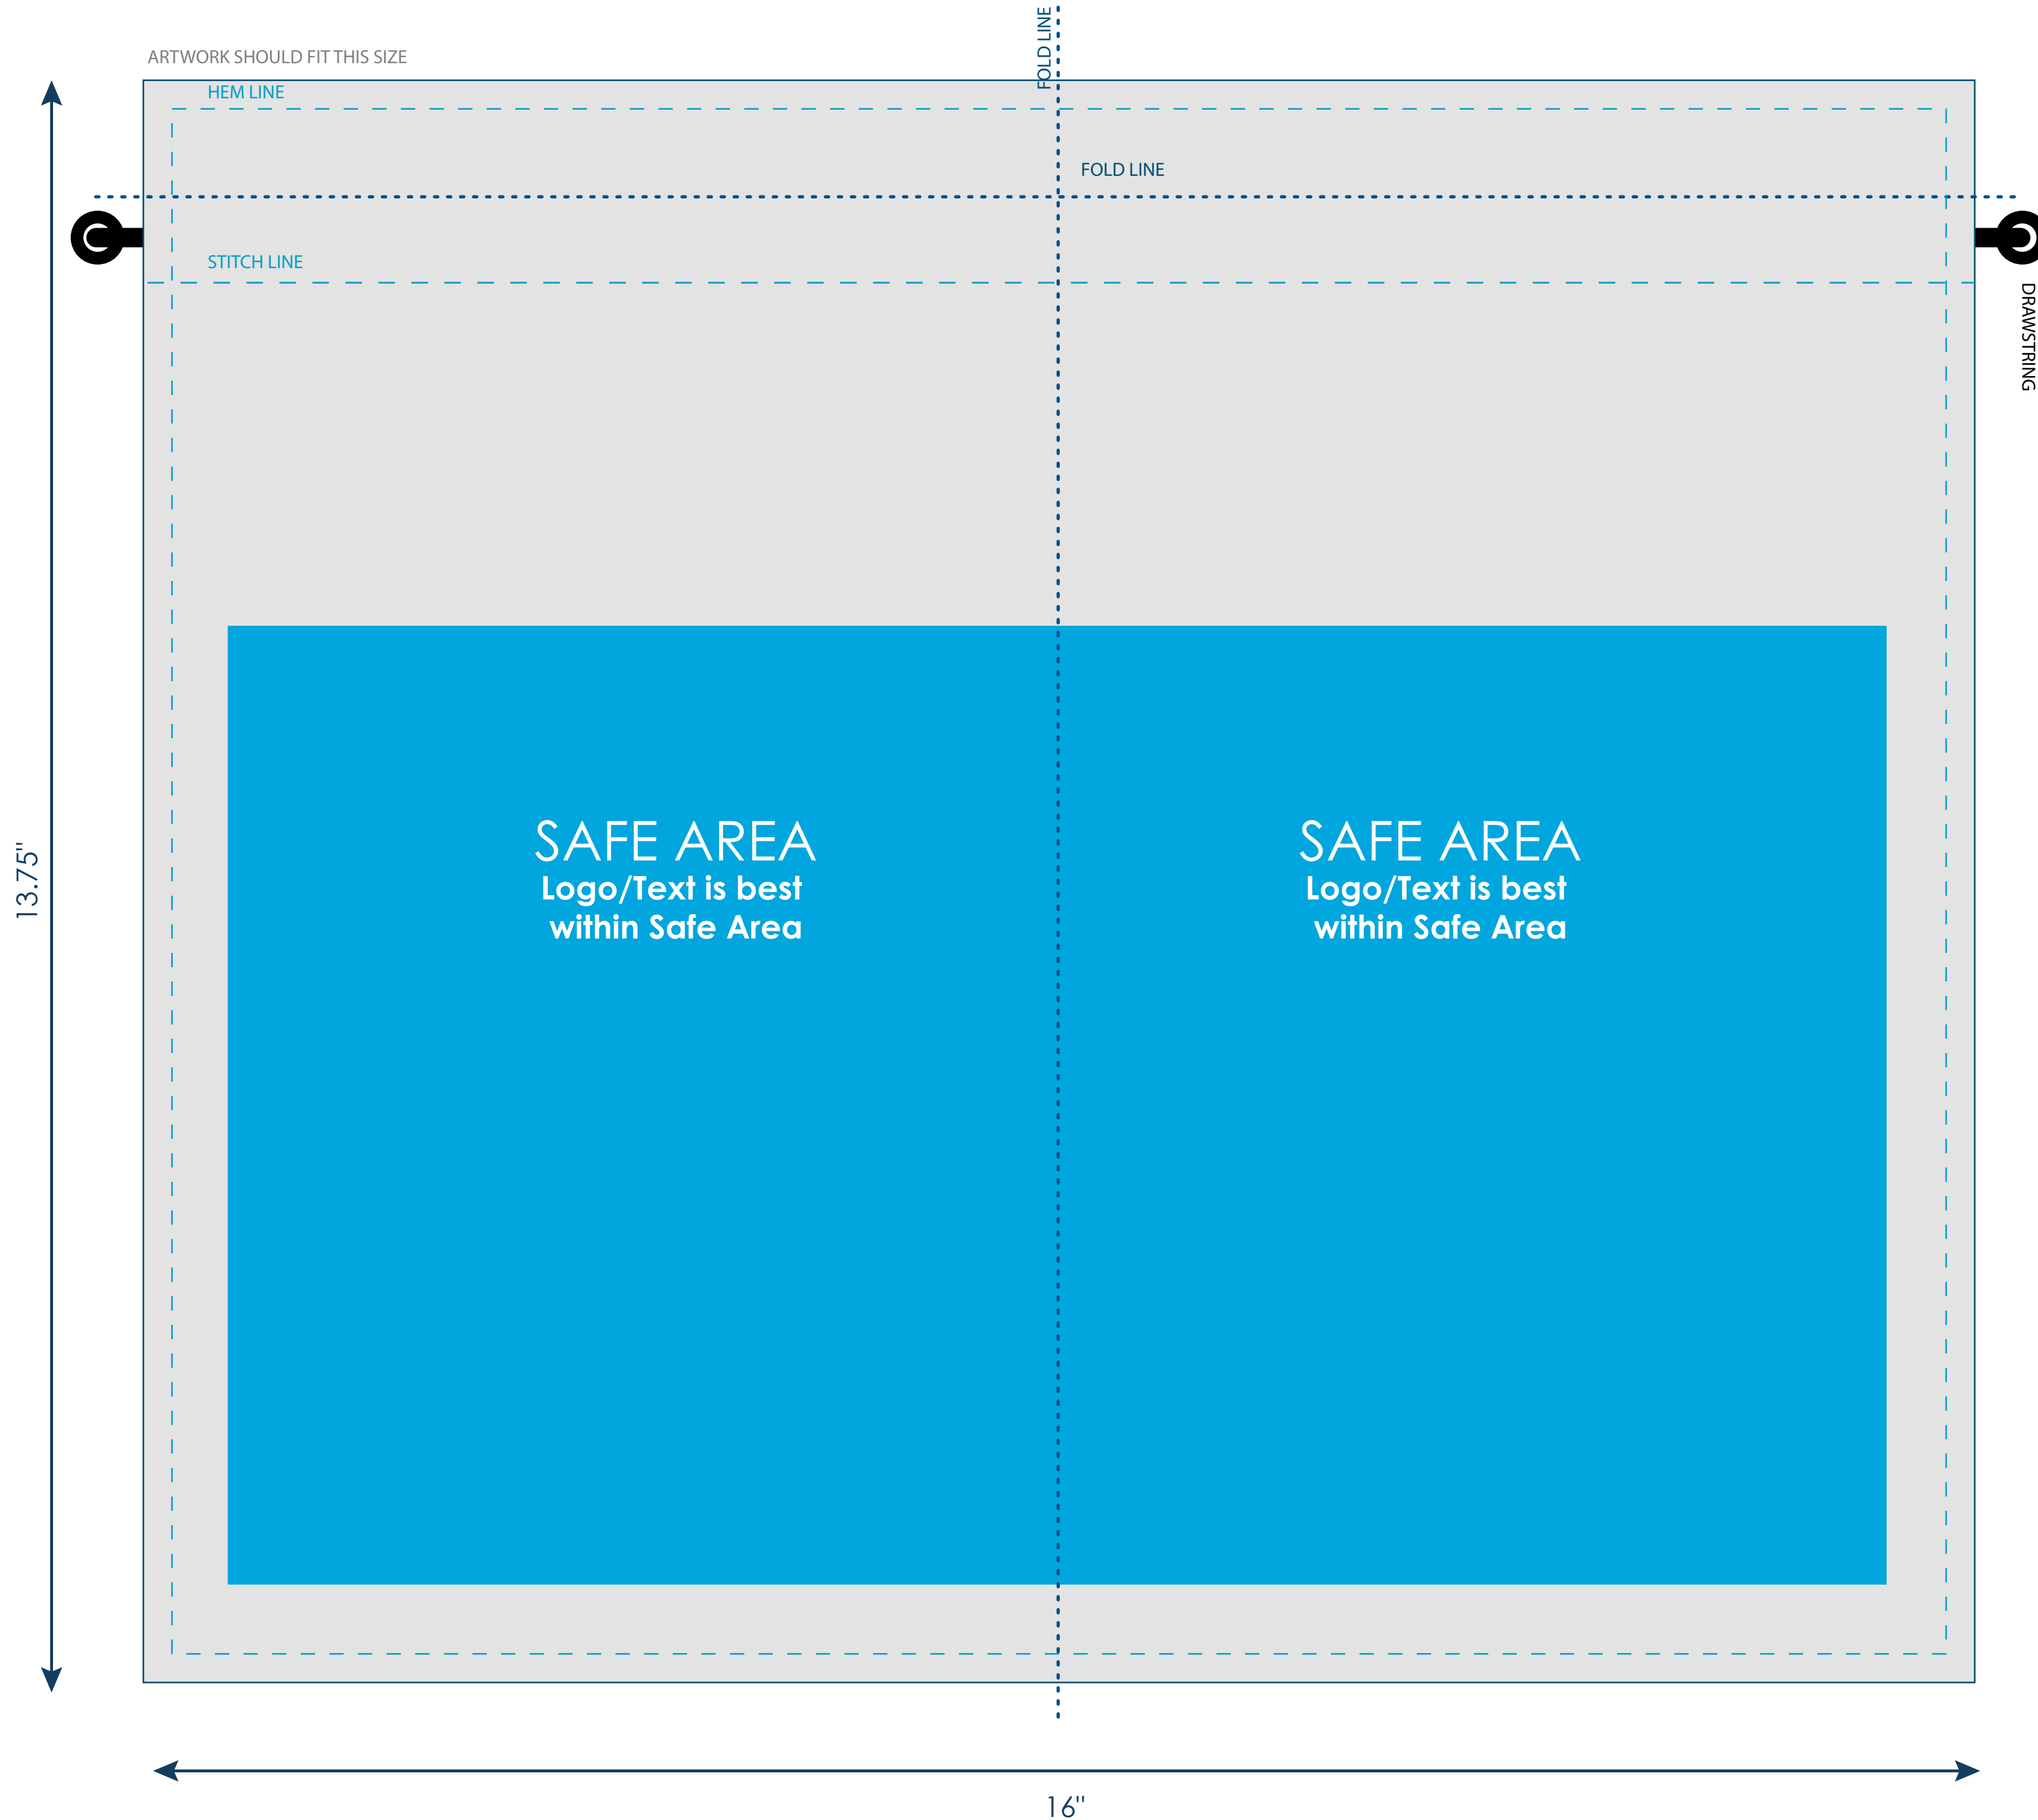 FOLD LINE
ARTWORK SHOULD FIT THIS SIZE
HEM LINE
FOLD LINE
STITCH LINE
DRAWSTRING
13.75"
SAFE AREA
Logo/Text is best
within Safe Area
SAFE AREA
Logo/Text is best
within Safe Area
16"